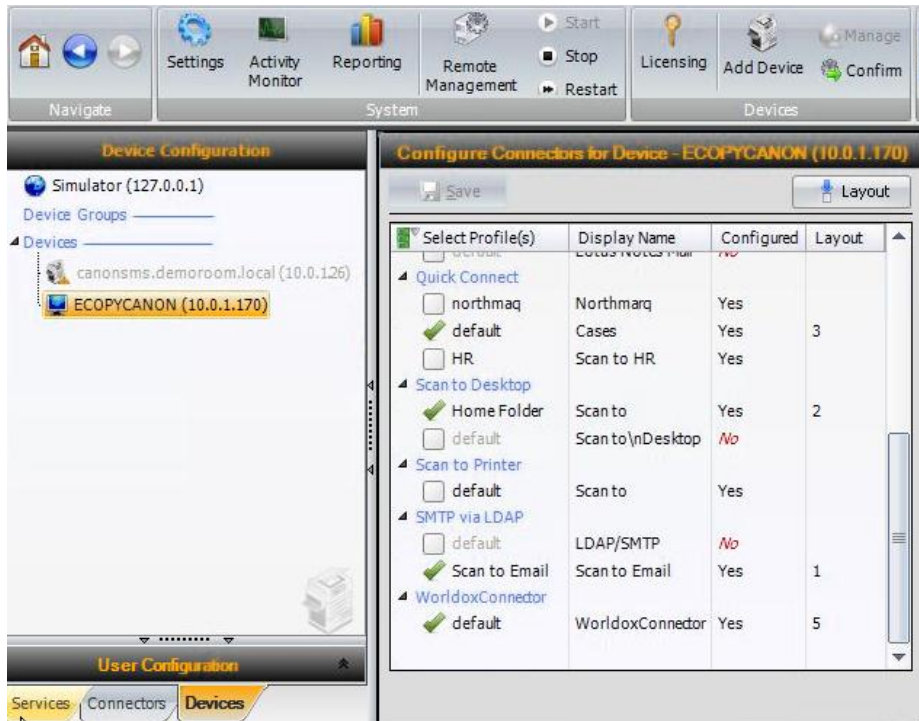 Settings
Activity Monitor
Reporting
Remote Management
Start
Stop
Restart
Licensing
Add Device
Manage
Confirm
Navigate
System
Devices
Device Configuration
Simulator (127.0.0.1)
Device Groups
Devices
canonsms.demoroom.local (10.0.126)
ECOPYCANON (10.0.1.170)
User Configuration
Services Connectors Devices
Configure Connectors for Device - ECOPYCANON (10.0.1.170)
Save Layout
Select Profile(s) Display Name Configured Layout
default Lotus Notes Mail No
Quick Connect
northmaq Northmarq Yes
default Cases Yes 3
HR Scan to HR Yes
Scan to Desktop
Home Folder Scan to Yes 2
default Scan to\nDesktop No
Scan to Printer
default Scan to Yes
SMTP via LDAP
default LDAP/SMTP No
Scan to Email Scan to Email Yes 1
WorldoxConnector
default WorldoxConnector Yes 5